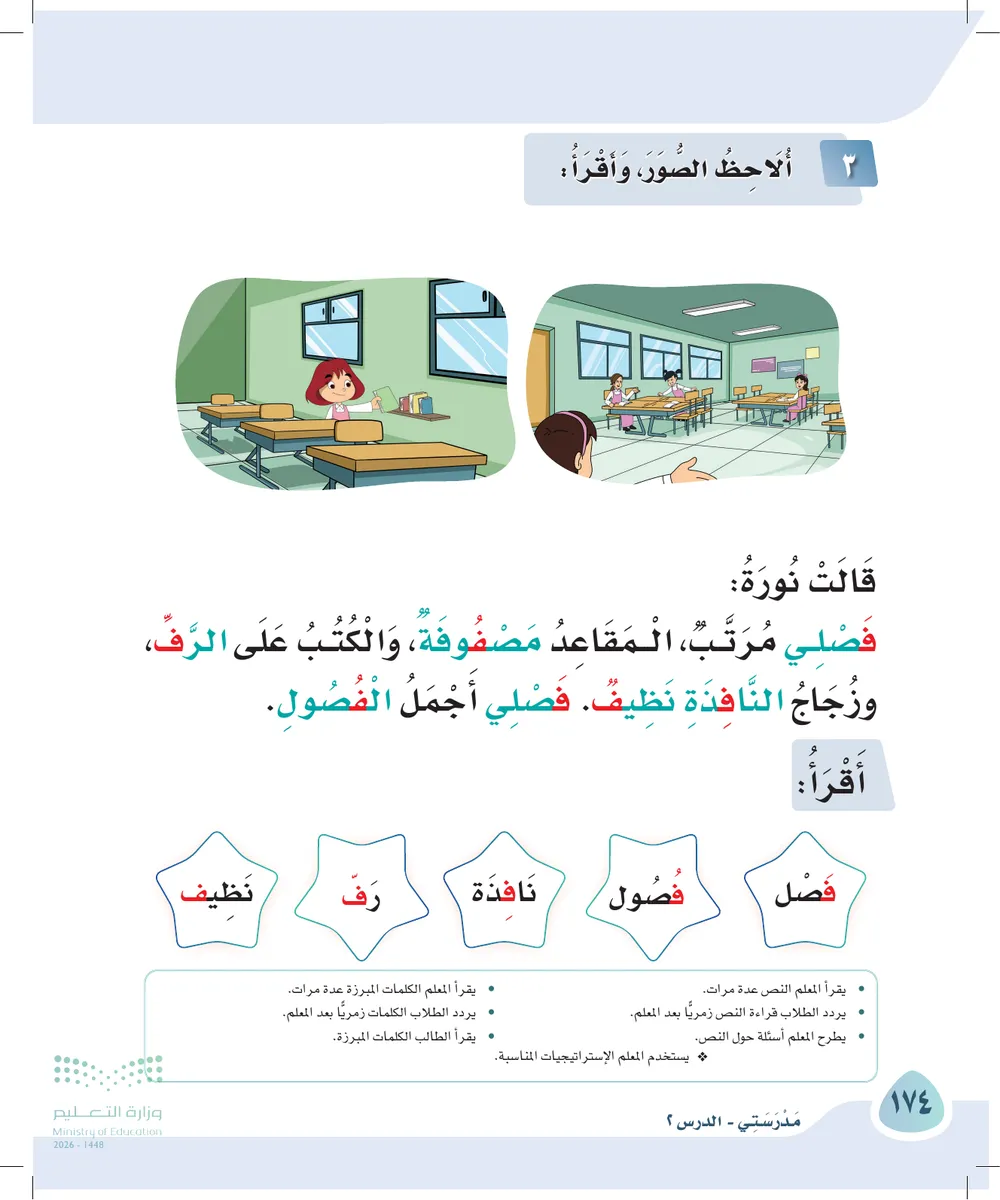 ٣
أُلَاحِظُ الصُّوَرَ، وَأَقْرَأُ:
قَالَتْ نُورَةُ:
فَصْلِي مُرَتَّبٌ، الْمَقَاعِدُ مَصْفُوفَةٌ، وَالْكُتُبُ عَلَى الرَّفِّ،
وزُجَاجُ النَّافِذَةِ نَظِيفٌ. فَصْلِي أَجْمَلُ الْفُصُولِ.
أَقْرَأُ:
فَصْل
فُصُول
نَافِذَة
رَفّ
نَظِيف
• يقرأ المعلم النص عدة مرات.
• يردد الطلاب قراءة النص زمريًّا بعد المعلم.
• يطرح المعلم أسئلة حول النص.
• يقرأ المعلم الكلمات المبرزة عدة مرات.
• يردد الطلاب الكلمات زمريًّا بعد المعلم.
• يقرأ الطالب الكلمات المبرزة.
❖ يستخدم المعلم الإستراتيجيات المناسبة.
١٧٤
مَدْرَسَتِي - الدرس ٢
وزارة التعـــليم
Ministry of Education
2026 - 1448